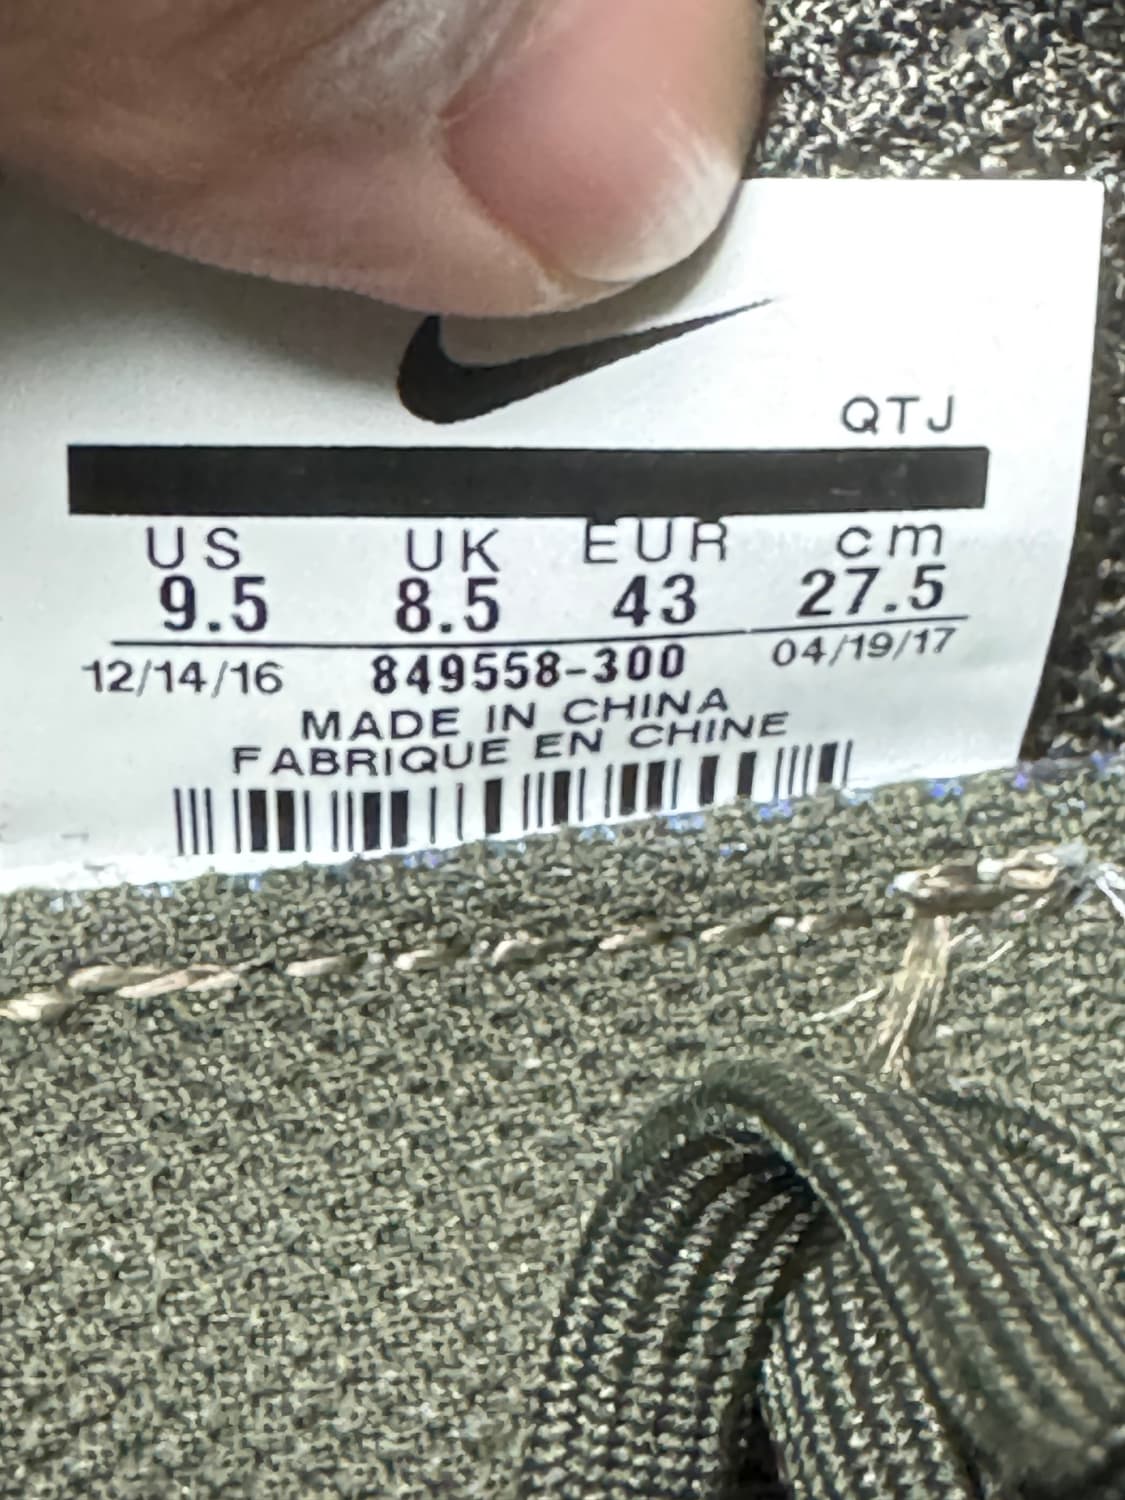 QTJ
US UK EUR cm
9.5 8.5 43 27.5
12/14/16 849558-300 04/19/17
MADE IN CHINA
FABRIQUE EN CHINE